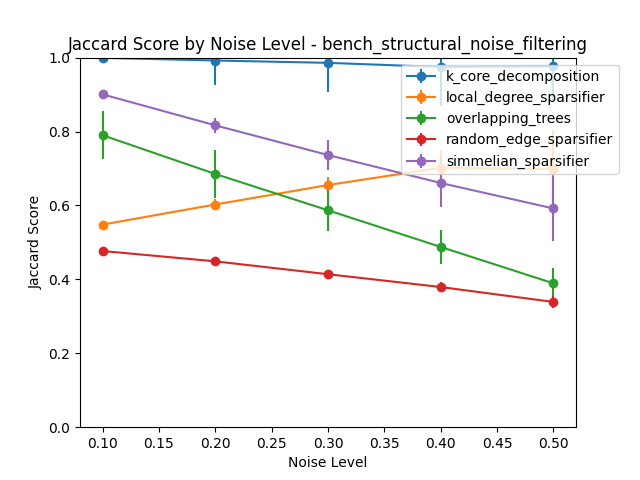 Jaccard Score by Noise Level - bench_structural_noise_filtering
k_core_decomposition
local_degree_sparsifier
overlapping_trees
random_edge_sparsifier
simmelian_sparsifier
Jaccard Score
1.0
0.8
0.6
0.4
0.2
0.0
0.10 0.15 0.20 0.25 0.30 0.35 0.40 0.45 0.50
Noise Level